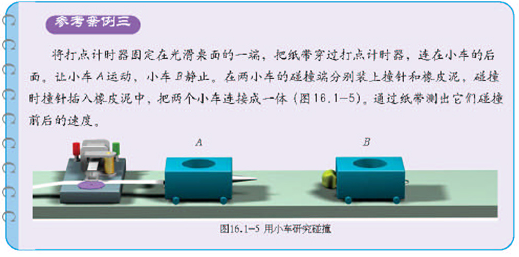 参考案例三
将打点计时器固定在光滑桌面的一端，把纸带穿过打点计时器，连在小车的后
面。让小车A运动，小车B静止。在两小车的碰撞端分别装上撞针和橡皮泥，碰撞
时撞针插入橡皮泥中，把两个小车连接成一体（图16.1-5）。通过纸带测出它们碰撞
前后的速度。
A
B
图16.1-5 用小车研究碰撞